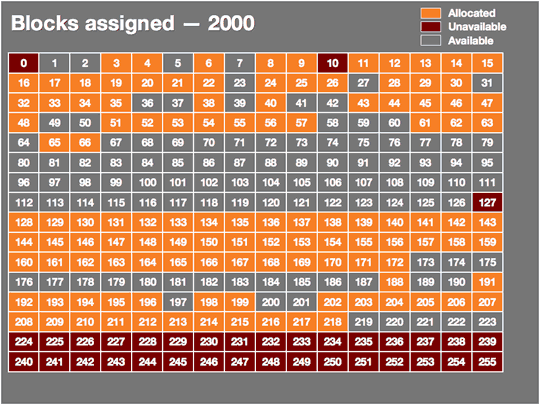 Blocks assigned — 2000
Allocated
Unavailable
Available
0 1 2 3 4 5 6 7 8 9 10 11 12 13 14 15
16 17 18 19 20 21 22 23 24 25 26 27 28 29 30 31
32 33 34 35 36 37 38 39 40 41 42 43 44 45 46 47
48 49 50 51 52 53 54 55 56 57 58 59 60 61 62 63
64 65 66 67 68 69 70 71 72 73 74 75 76 77 78 79
80 81 82 83 84 85 86 87 88 89 90 91 92 93 94 95
96 97 98 99 100 101 102 103 104 105 106 107 108 109 110 111
112 113 114 115 116 117 118 119 120 121 122 123 124 125 126 127
128 129 130 131 132 133 134 135 136 137 138 139 140 141 142 143
144 145 146 147 148 149 150 151 152 153 154 155 156 157 158 159
160 161 162 163 164 165 166 167 168 169 170 171 172 173 174 175
176 177 178 179 180 181 182 183 184 185 186 187 188 189 190 191
192 193 194 195 196 197 198 199 200 201 202 203 204 205 206 207
208 209 210 211 212 213 214 215 216 217 218 219 220 221 222 223
224 225 226 227 228 229 230 231 232 233 234 235 236 237 238 239
240 241 242 243 244 245 246 247 248 249 250 251 252 253 254 255